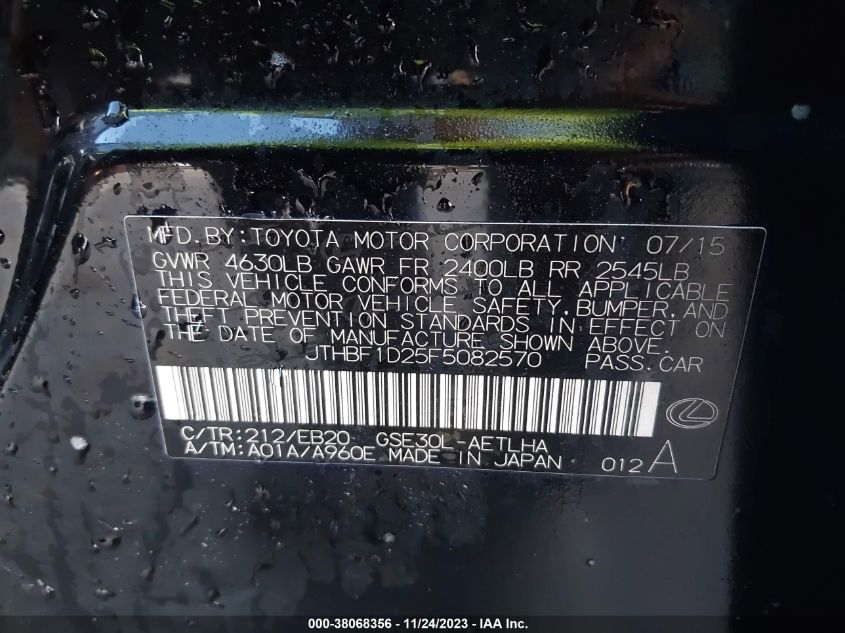 MFD. BY: TOYOTA MOTOR CORPORATION 07/15
GVWR 4630LB GAWR FR 2400LB RR 2545LB
THIS VEHICLE CONFORMS TO ALL APPLICABLE
FEDERAL MOTOR VEHICLE SAFETY, BUMPER, AND
THEFT PREVENTION STANDARDS IN EFFECT ON
THE DATE OF MANUFACTURE SHOWN ABOVE.
JTHBF1D25F5082570 PASS. CAR
C/TR: 212/EB20 GSE30L-AETLHA
A/TM: A01A/A960E MADE IN JAPAN 012 A
000-38068356 - 11/24/2023 - IAA Inc.